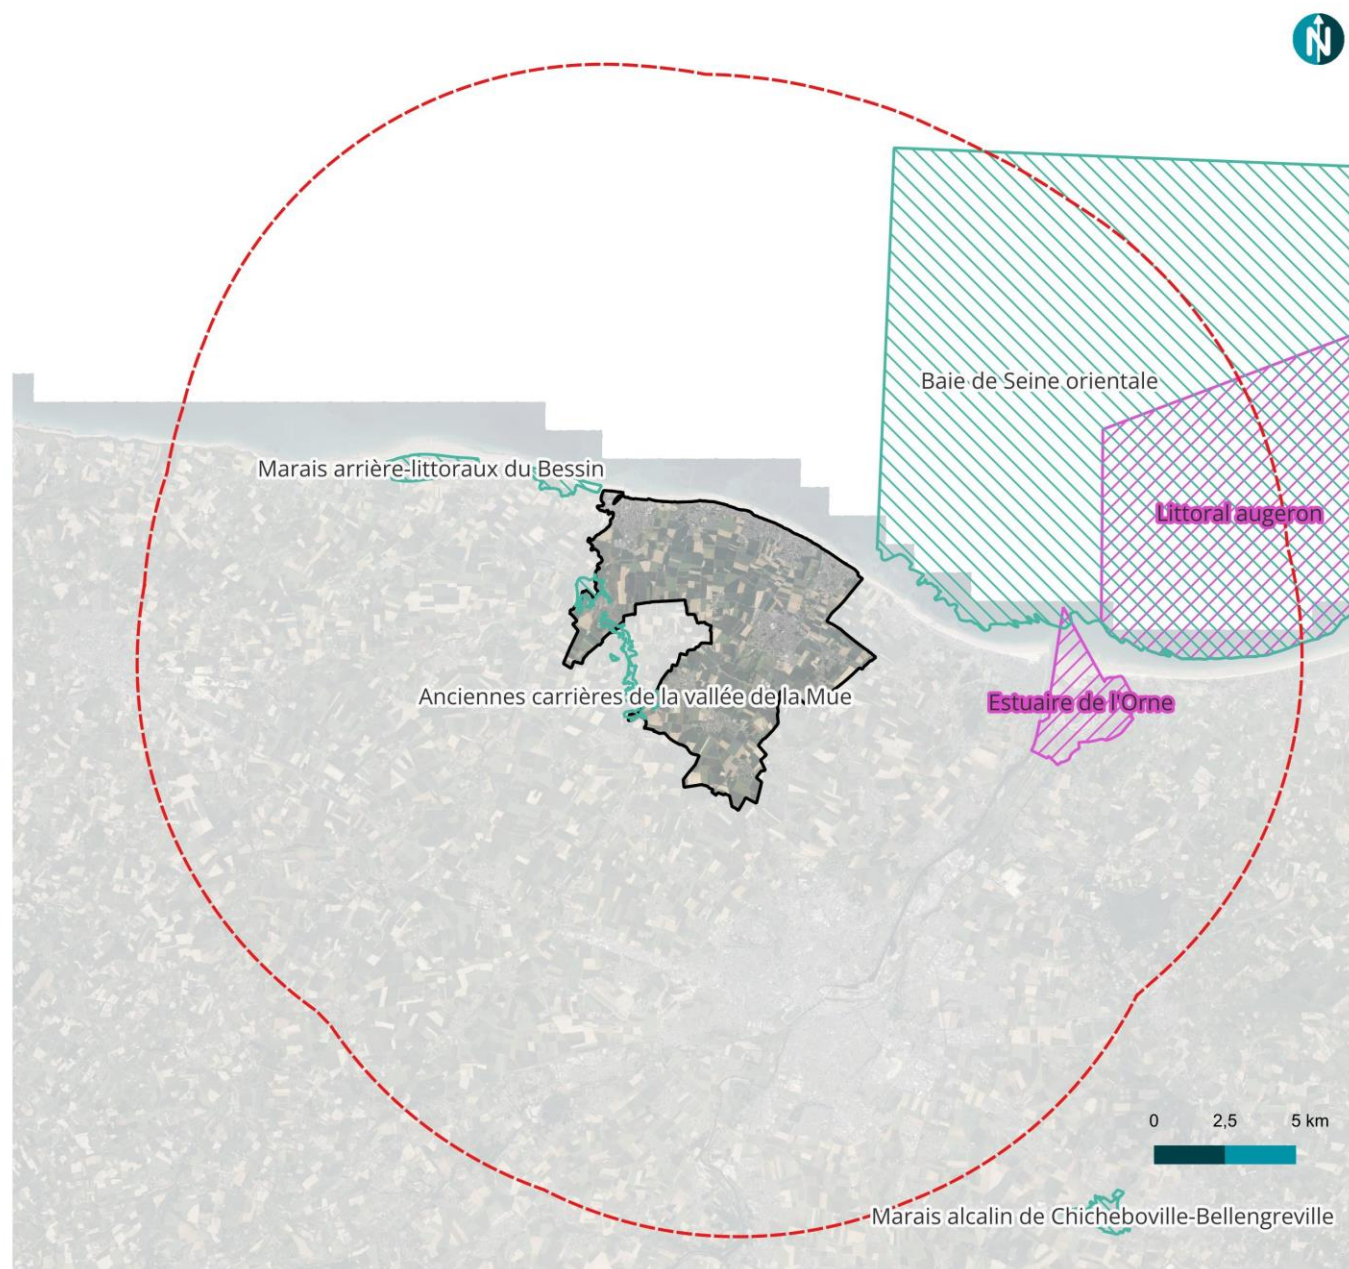 N
Baie de Seine orientale
Marais arrière-littoraux du Bessin
Littoral augeron
Anciennes carrières de la vallée de la Mue
Estuaire de l'Orne
0 2,5 5 km
Marais alcalin de Chicheboville-Bellengreville